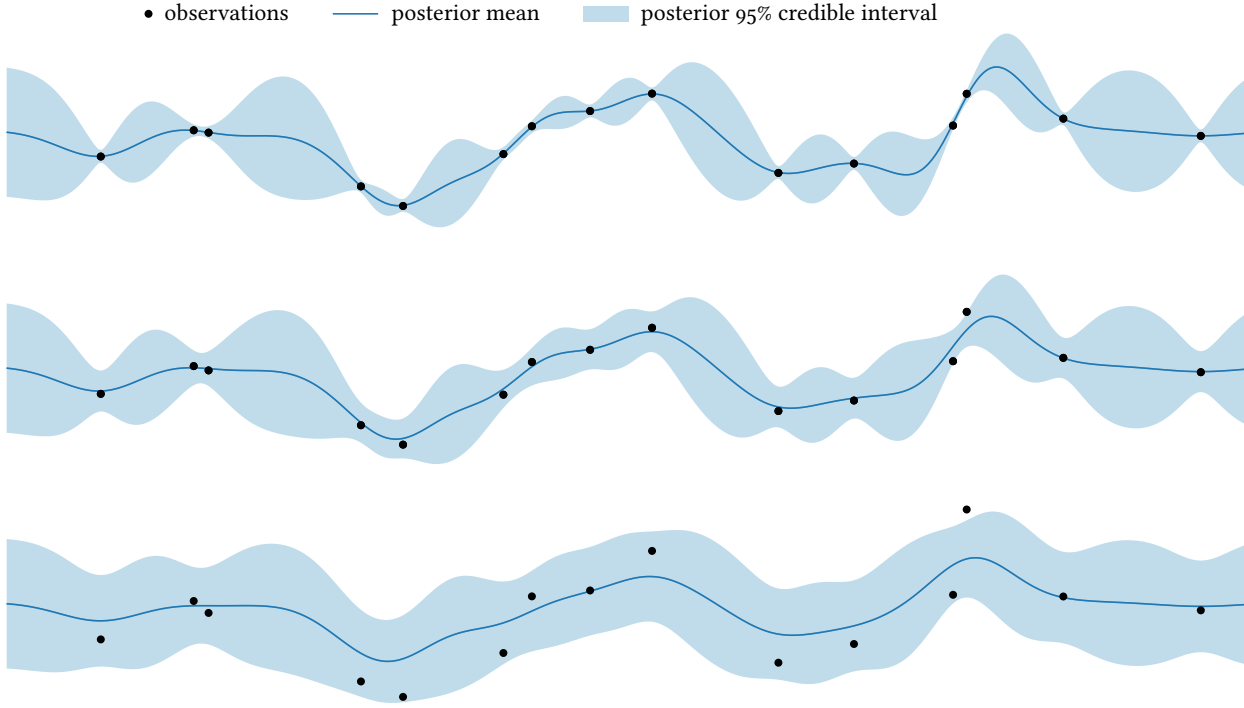 observations posterior mean posterior 95% credible interval